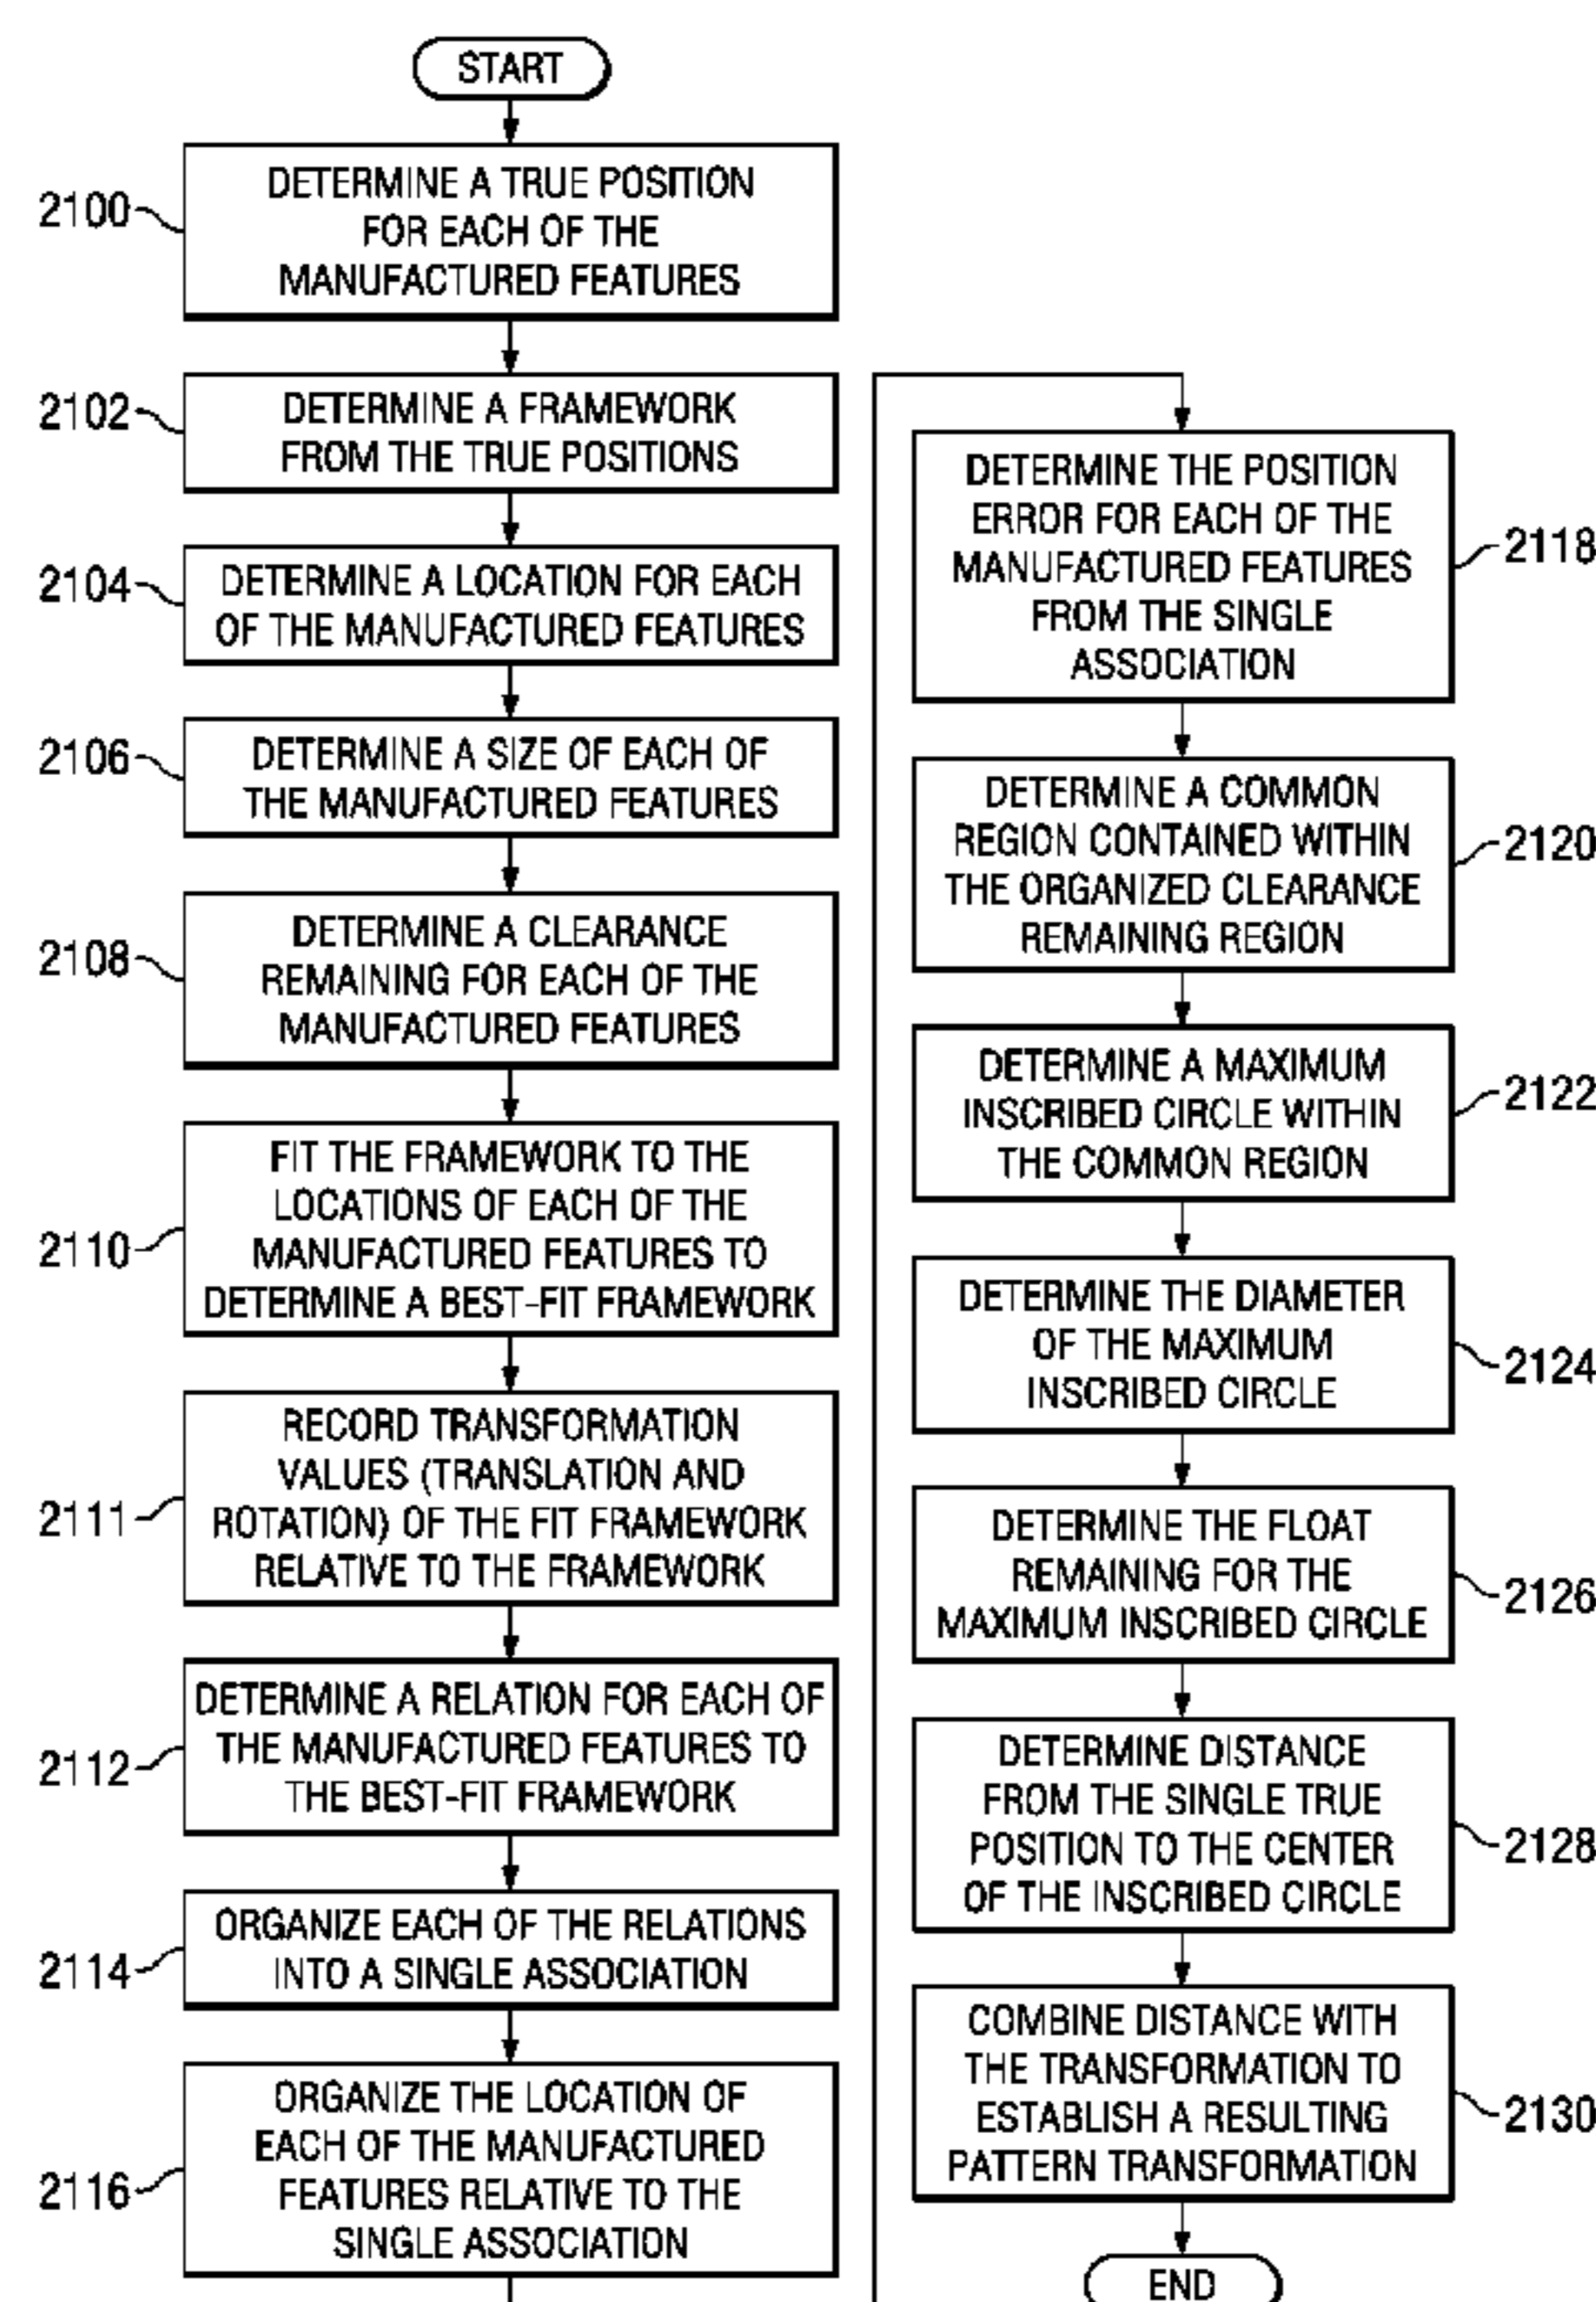 START
2100
DETERMINE A TRUE POSITION
FOR EACH OF THE
MANUFACTURED FEATURES
2102
DETERMINE A FRAMEWORK
FROM THE TRUE POSITIONS
2104
DETERMINE A LOCATION FOR EACH
OF THE MANUFACTURED FEATURES
2106
DETERMINE A SIZE OF EACH OF
THE MANUFACTURED FEATURES
2108
DETERMINE A CLEARANCE
REMAINING FOR EACH OF THE
MANUFACTURED FEATURES
2110
FIT THE FRAMEWORK TO THE
LOCATIONS OF EACH OF THE
MANUFACTURED FEATURES TO
DETERMINE A BEST-FIT FRAMEWORK
2111
RECORD TRANSFORMATION
VALUES (TRANSLATION AND
ROTATION) OF THE FIT FRAMEWORK
RELATIVE TO THE FRAMEWORK
2112
DETERMINE A RELATION FOR EACH OF
THE MANUFACTURED FEATURES TO
THE BEST-FIT FRAMEWORK
2114
ORGANIZE EACH OF THE RELATIONS
INTO A SINGLE ASSOCIATION
2116
ORGANIZE THE LOCATION OF
EACH OF THE MANUFACTURED
FEATURES RELATIVE TO THE
SINGLE ASSOCIATION
DETERMINE THE POSITION
ERROR FOR EACH OF THE
MANUFACTURED FEATURES
FROM THE SINGLE
ASSOCIATION
2118
DETERMINE A COMMON
REGION CONTAINED WITHIN
THE ORGANIZED CLEARANCE
REMAINING REGION
2120
DETERMINE A MAXIMUM
INSCRIBED CIRCLE WITHIN
THE COMMON REGION
2122
DETERMINE THE DIAMETER
OF THE MAXIMUM
INSCRIBED CIRCLE
2124
DETERMINE THE FLOAT
REMAINING FOR THE
MAXIMUM INSCRIBED CIRCLE
2126
DETERMINE DISTANCE
FROM THE SINGLE TRUE
POSITION TO THE CENTER
OF THE INSCRIBED CIRCLE
2128
COMBINE DISTANCE WITH
THE TRANSFORMATION TO
ESTABLISH A RESULTING
PATTERN TRANSFORMATION
2130
END